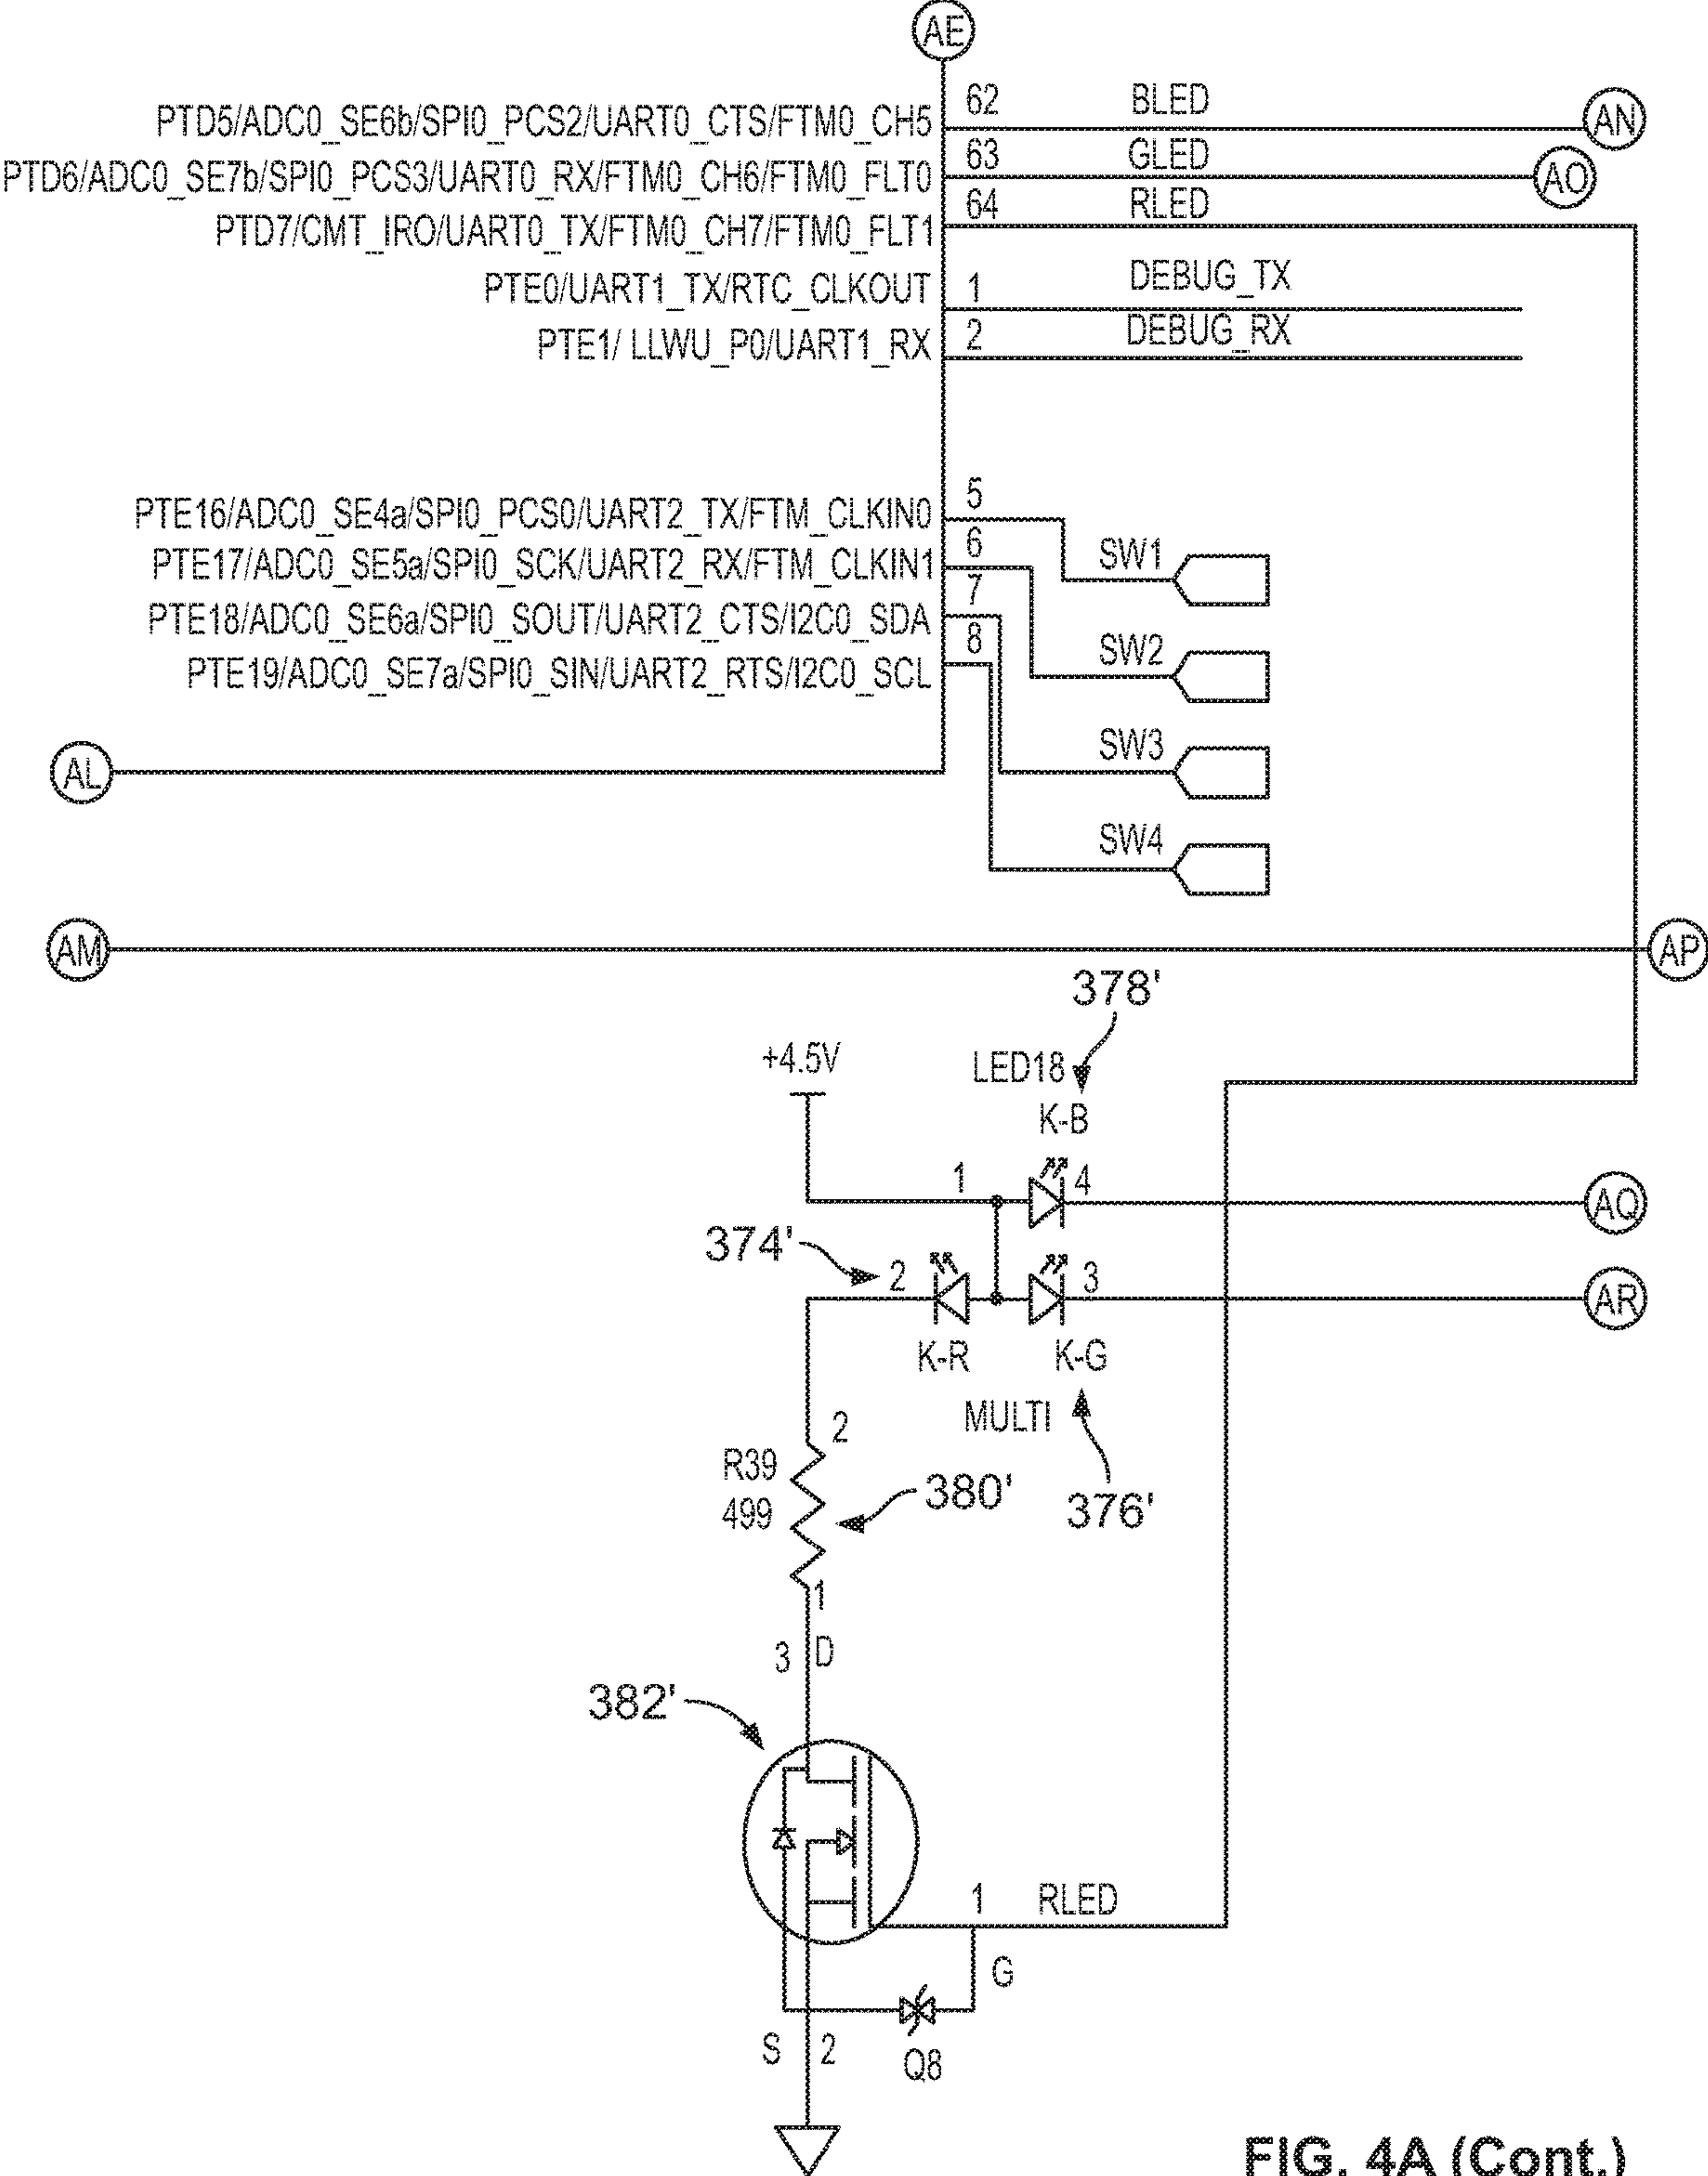 AE
PTD5/ADC0_SE6b/SPI0_PCS2/UART0_CTS/FTM0_CH5 62 BLED AN
PTD6/ADC0_SE7b/SPI0_PCS3/UART0_RX/FTM0_CH6/FTM0_FLT0 63 GLED AO
PTD7/CMT_IRO/UART0_TX/FTM0_CH7/FTM0_FLT1 64 RLED
PTE0/UART1_TX/RTC_CLKOUT 1 DEBUG_TX
PTE1/ LLWU_P0/UART1_RX 2 DEBUG_RX
PTE16/ADC0_SE4a/SPI0_PCS0/UART2_TX/FTM_CLKIN0 5
PTE17/ADC0_SE5a/SPI0_SCK/UART2_RX/FTM_CLKIN1 6 SW1
PTE18/ADC0_SE6a/SPI0_SOUT/UART2_CTS/I2C0_SDA 7
PTE19/ADC0_SE7a/SPI0_SIN/UART2_RTS/I2C0_SCL 8 SW2
AL SW3
SW4
AM AP
378'
+4.5V LED18
K-B
1 4 AQ
374' 2 3 AR
K-R K-G
MULTI
2
R39
499 380' 376'
1
3 D
382'
1 RLED
G
S 2 Q8
FIG. 4A (Cont.)